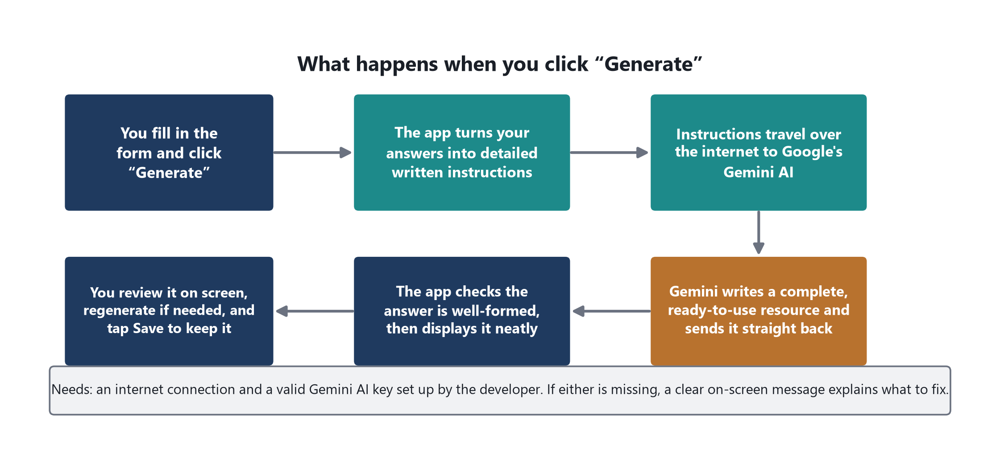 What happens when you click “Generate”
You fill in the
form and click
“Generate”
The app turns your
answers into detailed
written instructions
Instructions travel over
the internet to Google's
Gemini AI
Gemini writes a complete,
ready-to-use resource and
sends it straight back
The app checks the
answer is well-formed,
then displays it neatly
You review it on screen,
regenerate if needed, and
tap Save to keep it
Needs: an internet connection and a valid Gemini AI key set up by the developer. If either is missing, a clear on-screen message explains what to fix.